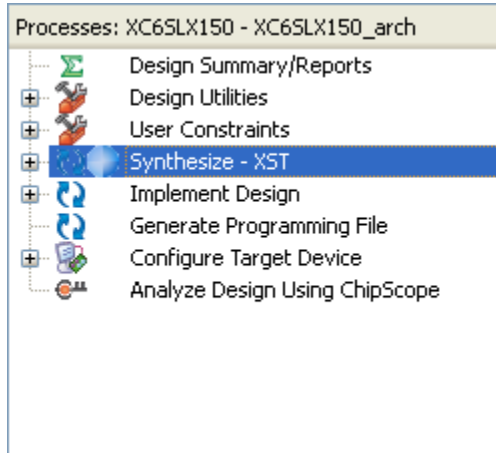 Processes: XC6SLX150 - XC6SLX150_arch
Design Summary/Reports
Design Utilities
User Constraints
Synthesize - XST
Implement Design
Generate Programming File
Configure Target Device
Analyze Design Using ChipScope